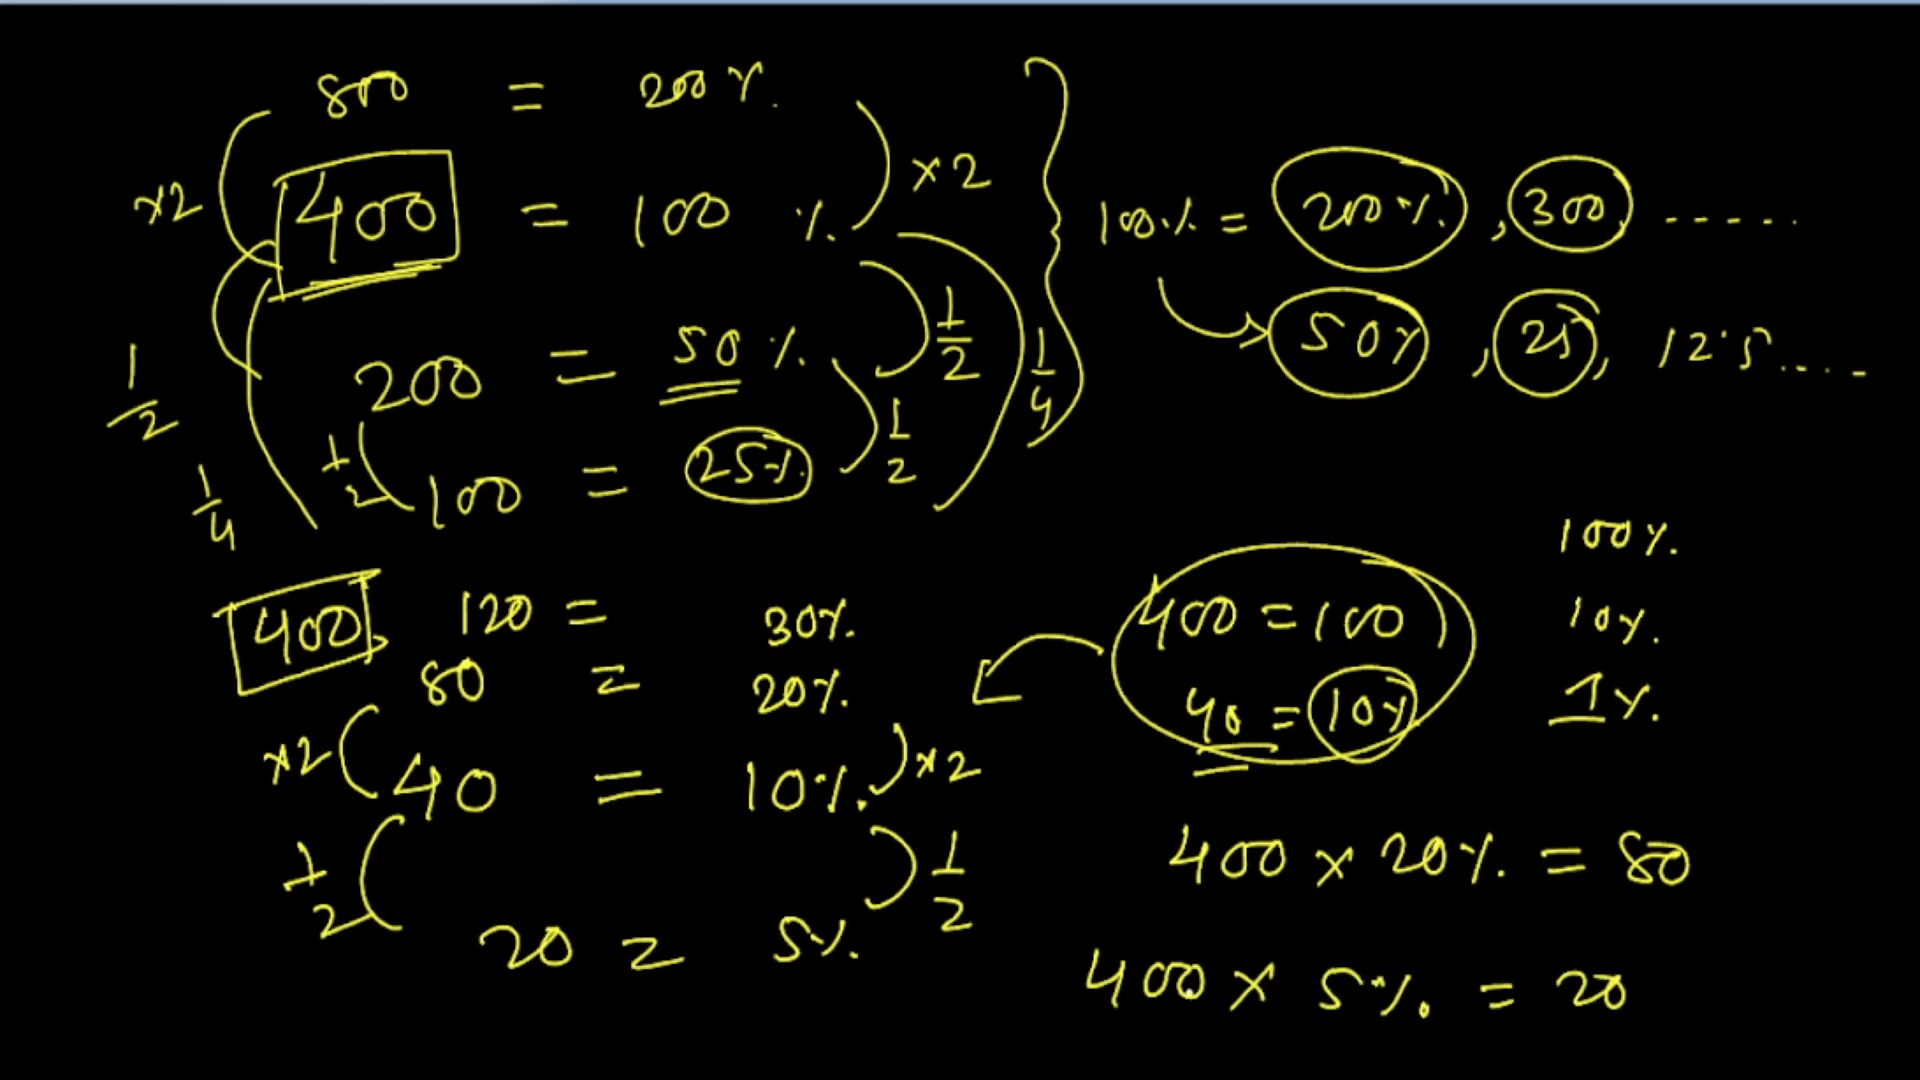 800 = 200%
×2 ×2
400 = 100 %
1/2 200 = 50% 1/2 1/4
1/4 1/2 100 = 25% 1/2
100% = 200%, 300 .....
50%, 25, 12.5....
400, 120 = 30%
80 = 20%
×2 40 = 10% ×2
1/2 1/2
20 = 5%
400 = 100
40 = 10%
100%
10%
1%
400 × 20% = 80
400 × 5% = 20